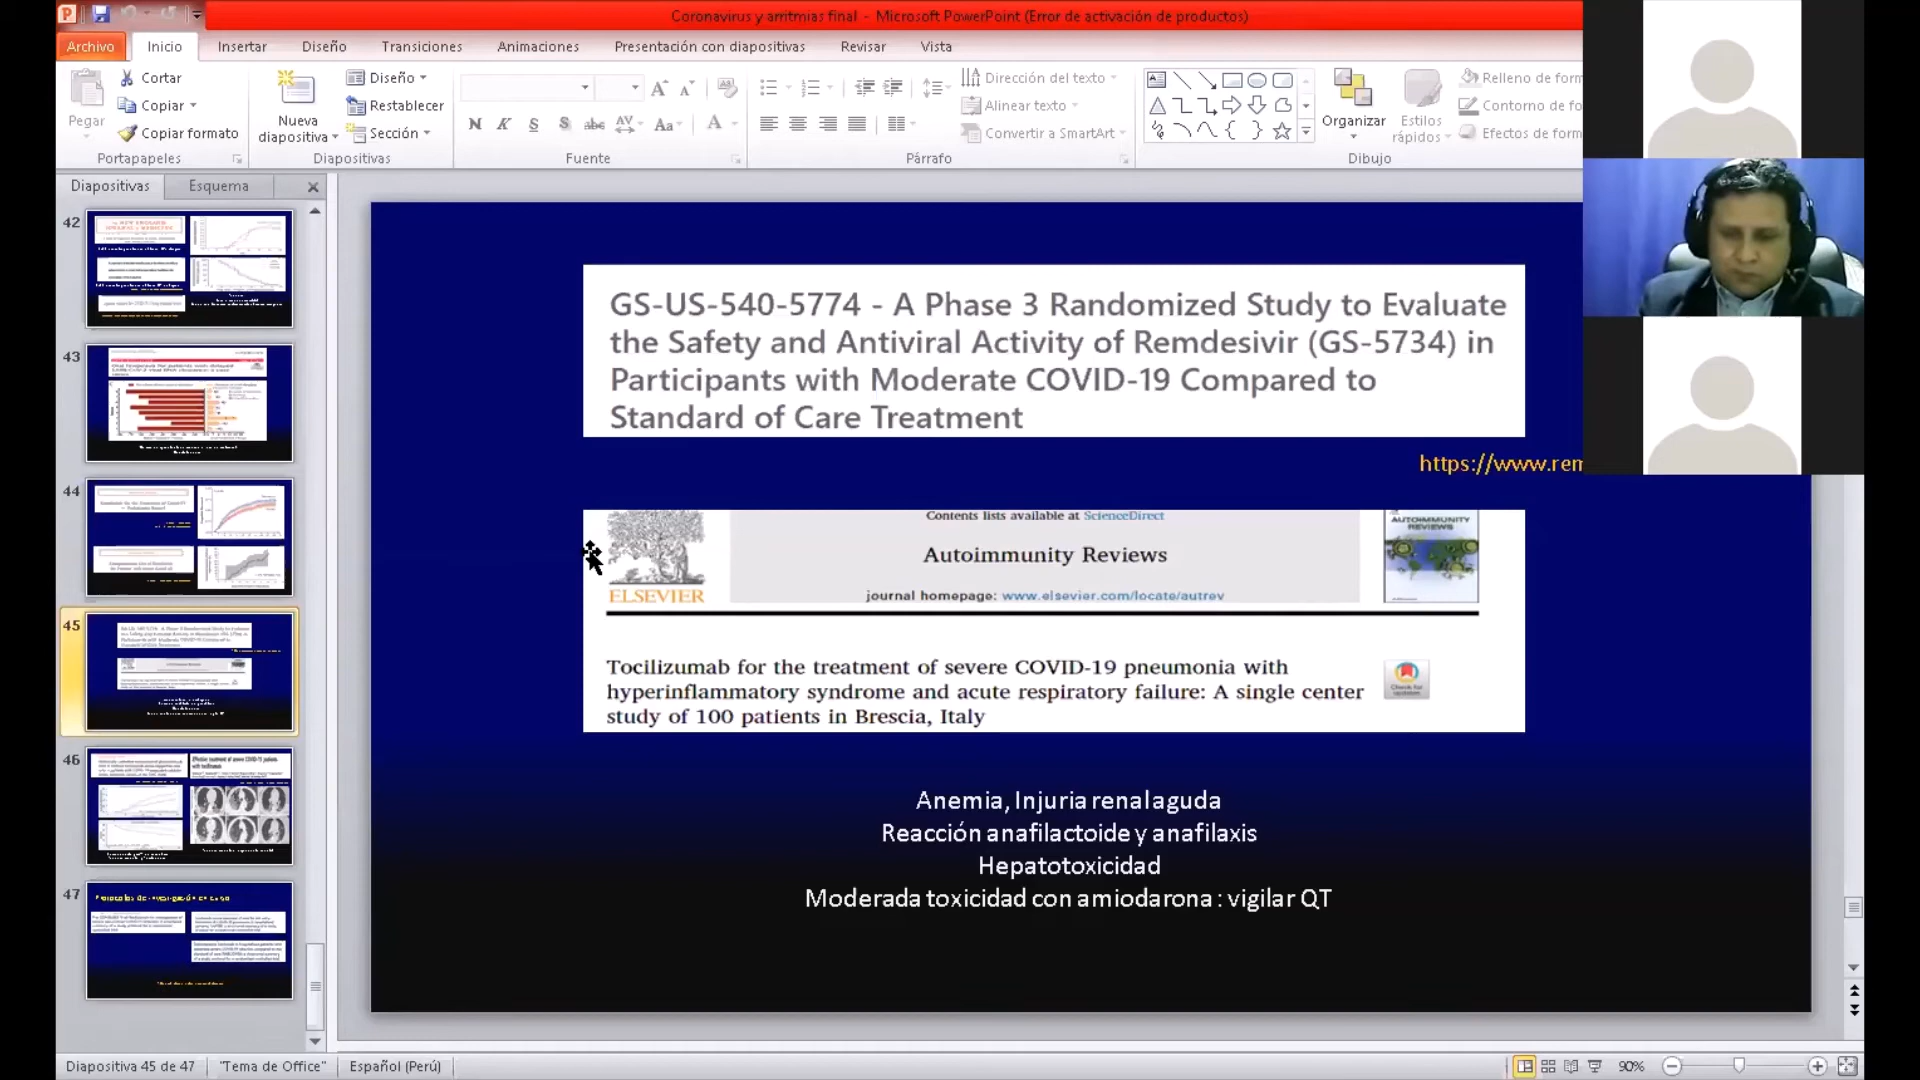 Coronavirus y arritmias final - Microsoft PowerPoint (Error de activación de productos)
Archivo
Inicio
Insertar
Diseño
Transiciones
Animaciones
Presentación con diapositivas
Revisar
Vista
Pegar
Cortar
Copiar
Copiar formato
Portapapeles
Nueva
diapositiva
Diseño
Restablecer
Sección
Diapositivas
N K S S abc AV Aa A
Fuente
Dirección del texto
Alinear texto
Convertir a SmartArt
Párrafo
Organizar
Estilos
rápidos
Relleno de form
Contorno de fo
Efectos de form
Dibujo
Diapositivas
Esquema
42
43
44
45
46
47
GS-US-540-5774 - A Phase 3 Randomized Study to Evaluate
the Safety and Antiviral Activity of Remdesivir (GS-5734) in
Participants with Moderate COVID-19 Compared to
Standard of Care Treatment
https://www.rem
Contents lists available at ScienceDirect
Autoimmunity Reviews
journal homepage: www.elsevier.com/locate/autrev
ELSEVIER
AUTOIMMUNITY
REVIEWS
Tocilizumab for the treatment of severe COVID-19 pneumonia with
hyperinflammatory syndrome and acute respiratory failure: A single center
study of 100 patients in Brescia, Italy
Check for
updates
Anemia, Injuria renal aguda
Reacción anafilactoide y anafilaxis
Hepatotoxicidad
Moderada toxicidad con amiodarona : vigilar QT
Diapositiva 45 de 47
"Tema de Office"
Español (Perú)
90%